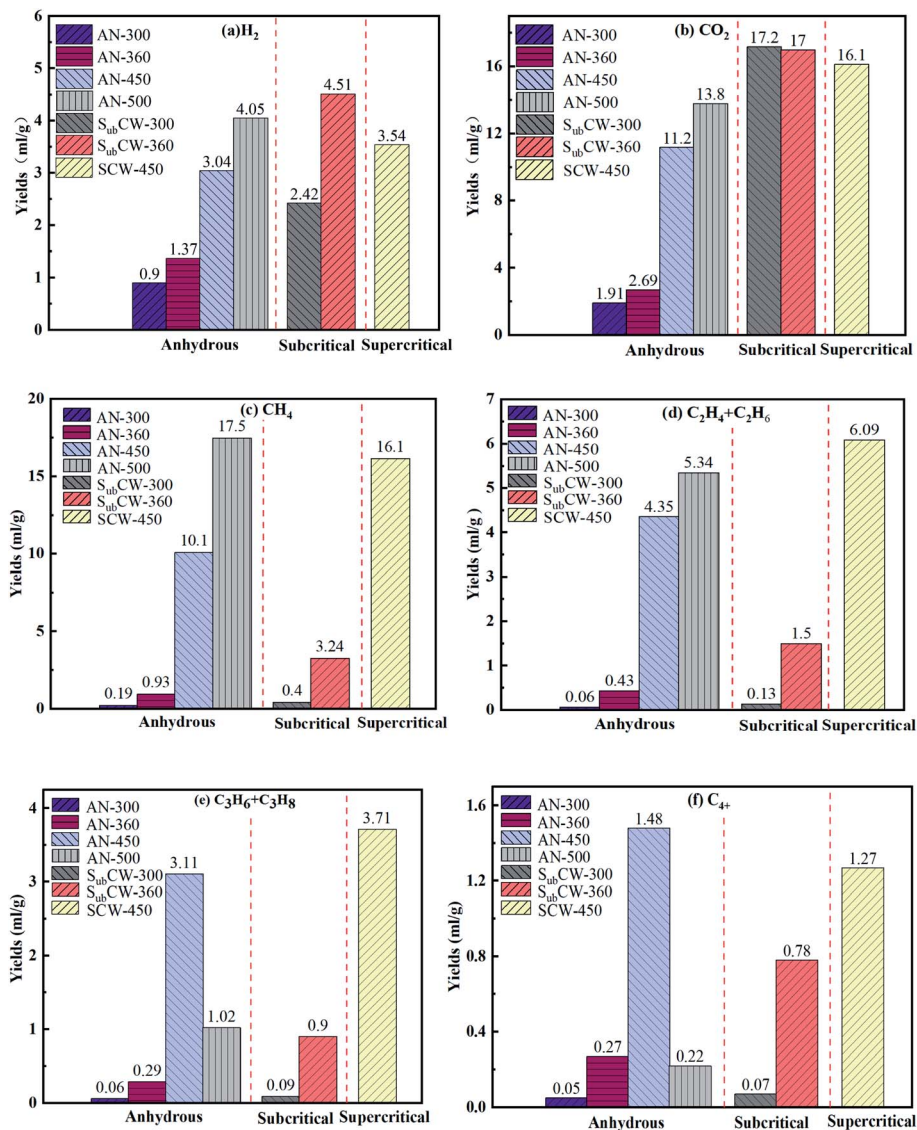 (a)H₂
AN-300
AN-360
AN-450
AN-500
SubCW-300
SubCW-360
SCW-450
Yields (ml/g)
6
5
4
3
2
1
0
0.9
1.37
3.04
4.05
2.42
4.51
3.54
Anhydrous Subcritical Supercritical
(b) CO₂
AN-300
AN-360
AN-450
AN-500
SubCW-300
SubCW-360
SCW-450
Yields (ml/g)
16
12
8
4
0
1.91
2.69
11.2
13.8
17.2
17
16.1
Anhydrous Subcritical Supercritical
(c) CH₄
AN-300
AN-360
AN-450
AN-500
SubCW-300
SubCW-360
SCW-450
Yields (ml/g)
20
15
10
5
0
0.19
0.93
10.1
17.5
0.4
3.24
16.1
Anhydrous Subcritical Supercritical
(d) C₂H₄+C₂H₆
AN-300
AN-360
AN-450
AN-500
SubCW-300
SubCW-360
SCW-450
Yields (ml/g)
7
6
5
4
3
2
1
0
0.06
0.43
4.35
5.34
0.13
1.5
6.09
Anhydrous Subcritical Supercritical
(e) C₃H₆+C₃H₈
AN-300
AN-360
AN-450
AN-500
SubCW-300
SubCW-360
SCW-450
Yields (ml/g)
4
3
2
1
0
0.06
0.29
3.11
1.02
0.09
0.9
3.71
Anhydrous Subcritical Supercritical
(f) C₄₊
AN-300
AN-360
AN-450
AN-500
SubCW-300
SubCW-360
SCW-450
Yields (ml/g)
1.6
1.2
0.8
0.4
0.0
0.05
0.27
1.48
0.22
0.07
0.78
1.27
Anhydrous Subcritical Supercritical